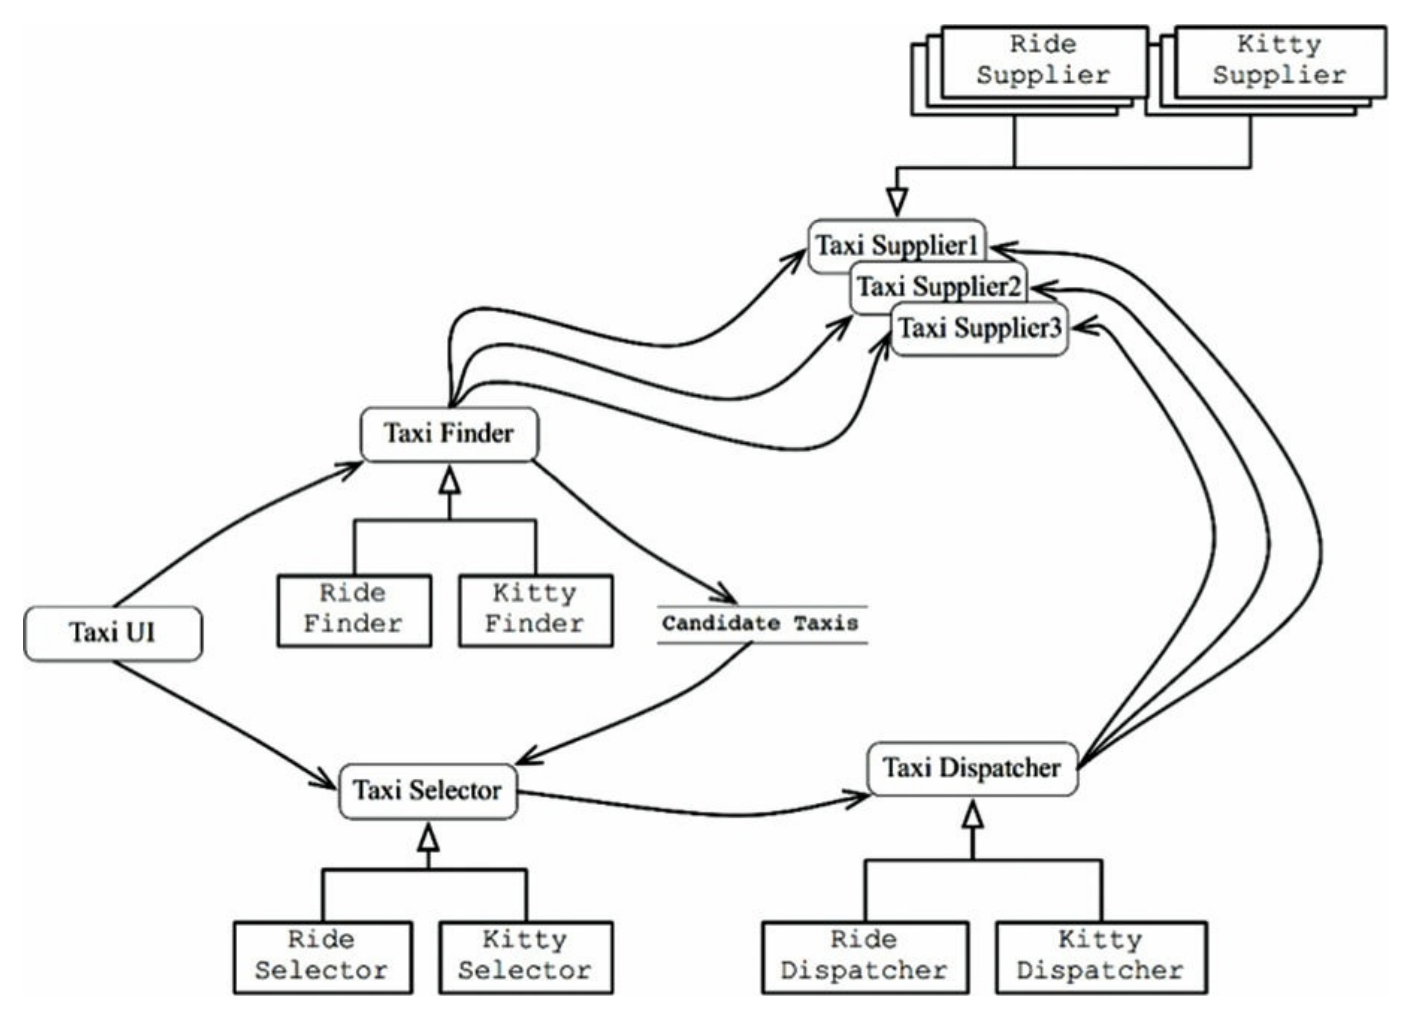 Ride
Supplier
Kitty
Supplier
Taxi Supplier1
Taxi Supplier2
Taxi Supplier3
Taxi Finder
Ride
Finder
Kitty
Finder
Taxi UI
Candidate Taxis
Taxi Selector
Taxi Dispatcher
Ride
Selector
Kitty
Selector
Ride
Dispatcher
Kitty
Dispatcher